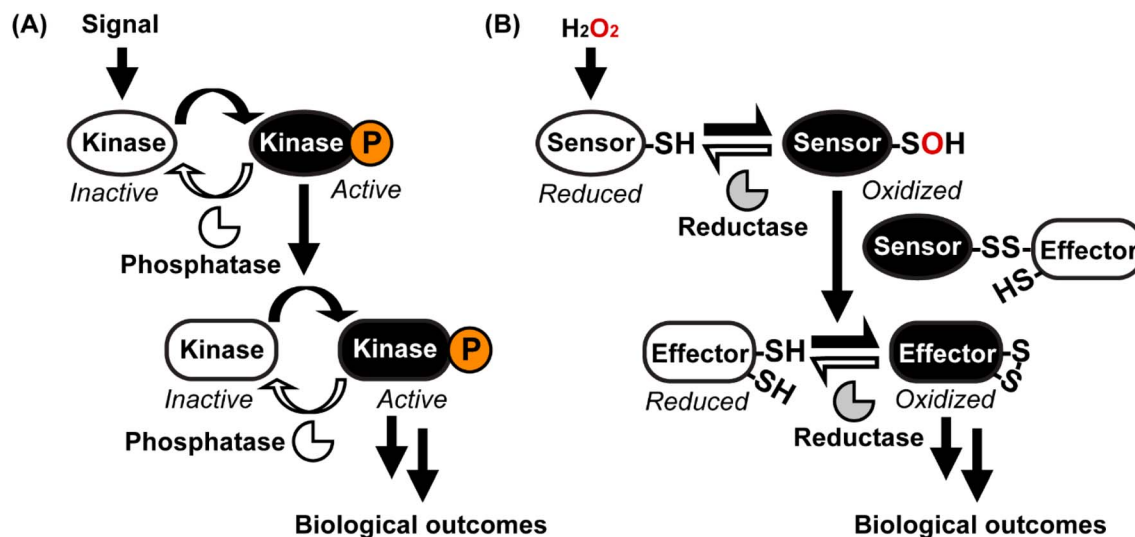 (A)
Signal
Kinase
Kinase
P
Inactive
Active
Phosphatase
Kinase
Kinase
P
Inactive
Active
Phosphatase
Biological outcomes
(B)
H2O2
Sensor-SH
Sensor-SOH
Reduced
Oxidized
Reductase
Sensor-SS-Effector
HS
Effector-SH
SH
Effector-S
S
Reduced
Oxidized
Reductase
Biological outcomes